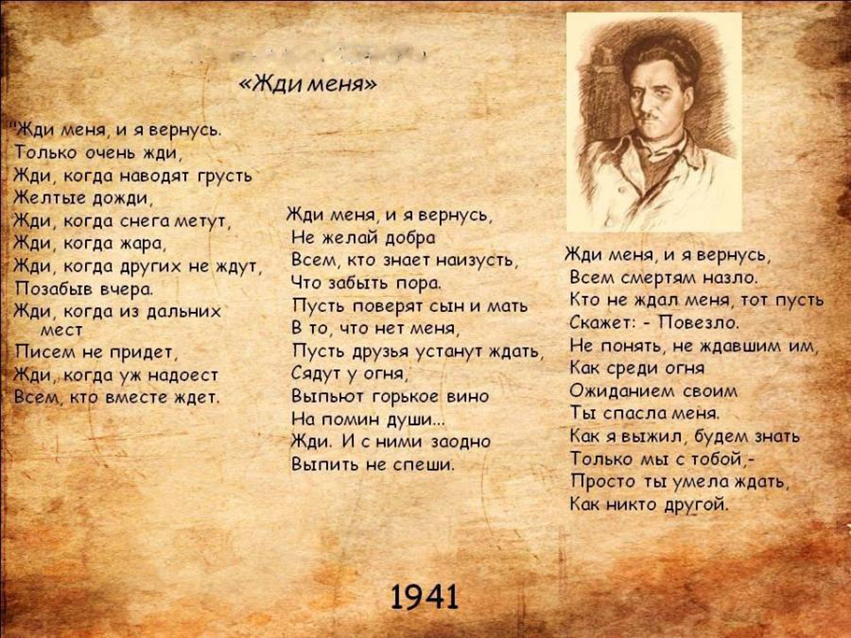 «Жди меня»
"Жди меня, и я вернусь.
Только очень жди,
Жди, когда наводят грусть
Желтые дожди,
Жди, когда снега метут,
Жди, когда жара,
Жди, когда других не ждут,
Позабыв вчера.
Жди, когда из дальних
мест
Писем не придет,
Жди, когда уж надоест
Всем, кто вместе ждет.
Жди меня, и я вернусь,
Не желай добра
Всем, кто знает наизусть,
Что забыть пора.
Пусть поверят сын и мать
В то, что нет меня,
Пусть друзья устанут ждать,
Сядут у огня,
Выпьют горькое вино
На помин души...
Жди. И с ними заодно
Выпить не спеши.
Жди меня, и я вернусь,
Всем смертям назло.
Кто не ждал меня, тот пусть
Скажет: - Повезло.
Не понять, не ждавшим им,
Как среди огня
Ожиданием своим
Ты спасла меня.
Как я выжил, будем знать
Только мы с тобой,-
Просто ты умела ждать,
Как никто другой.
1941